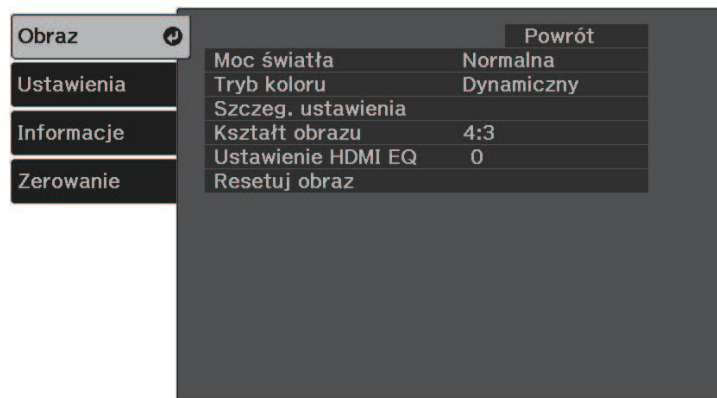 Obraz
Ustawienia
Informacje
Zerowanie
Powrót
Moc światła Normalna
Tryb koloru Dynamiczny
Szczeg. ustawienia
Kształt obrazu 4:3
Ustawienie HDMI EQ 0
Resetuj obraz